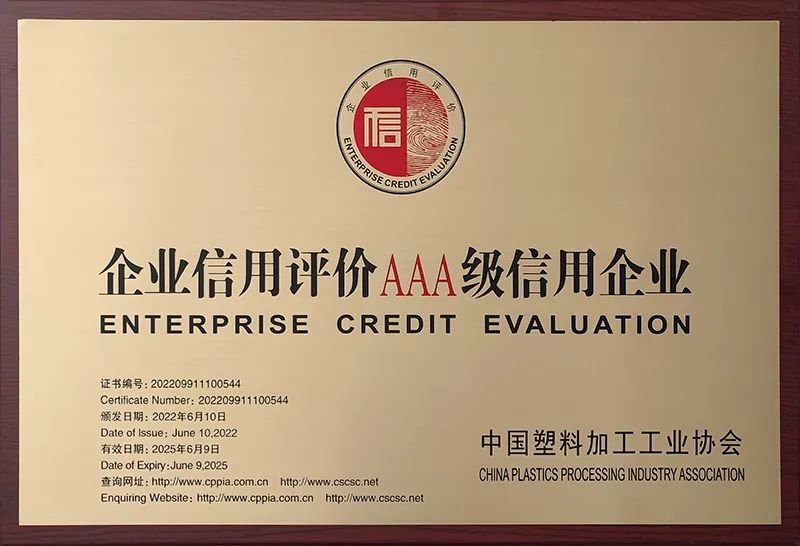 企业信用评价
信
ENTERPRISE CREDIT EVALUATION
企业信用评价AAA级信用企业
ENTERPRISE CREDIT EVALUATION
证书编号: 202209911100544
Certificate Number: 202209911100544
颁发日期: 2022年6月10日
Date of Issue: June 10,2022
有效日期: 2025年6月9日
Date of Expiry:June 9,2025
查询网址: http://www.cppia.com.cn http://www.cscsc.net
Enquiring Website: http://www.cppia.com.cn http://www.cscsc.net
中国塑料加工工业协会
CHINA PLASTICS PROCESSING INDUSTRY ASSOCIATION